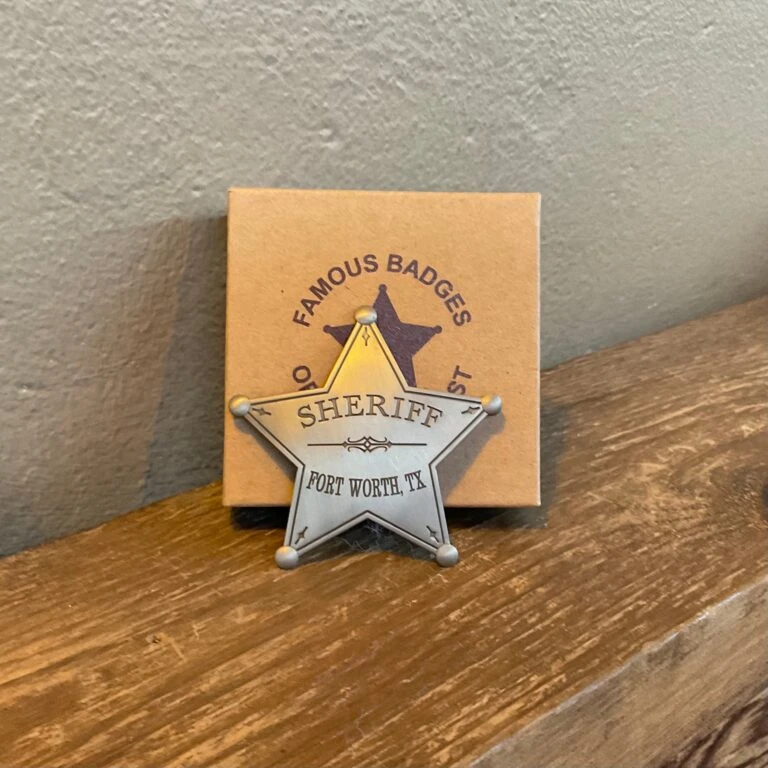 FAMOUS BADGES
SHERIFF
FORT WORTH, TX